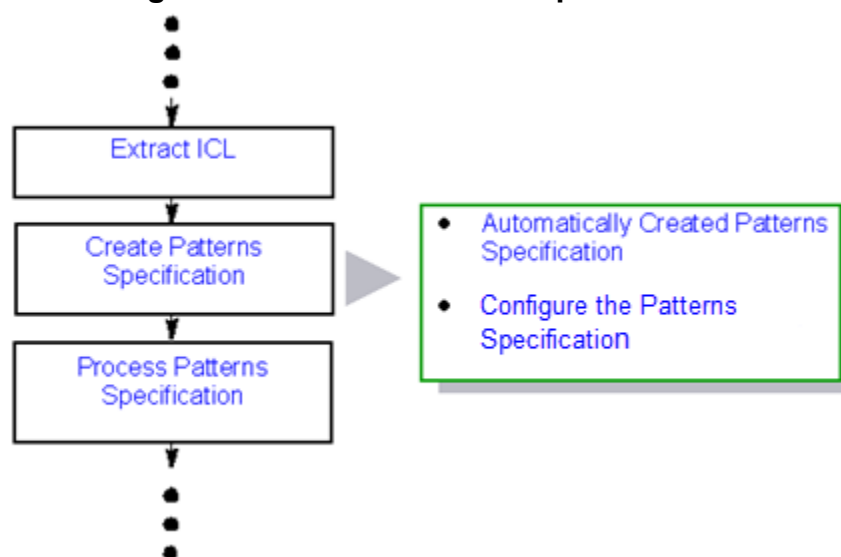 Extract ICL
Create Patterns
Specification
Process Patterns
Specification
• Automatically Created Patterns
Specification
• Configure the Patterns
Specification